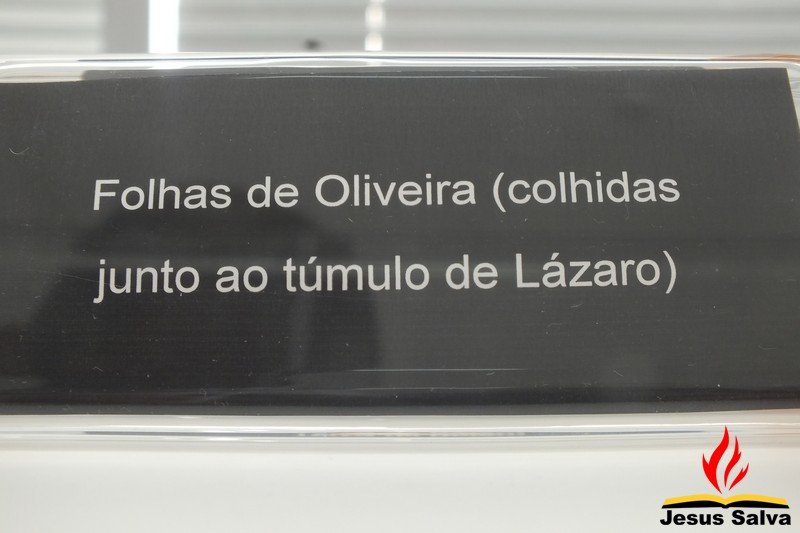 Folhas de Oliveira (colhidas
junto ao túmulo de Lázaro)
Jesus Salva